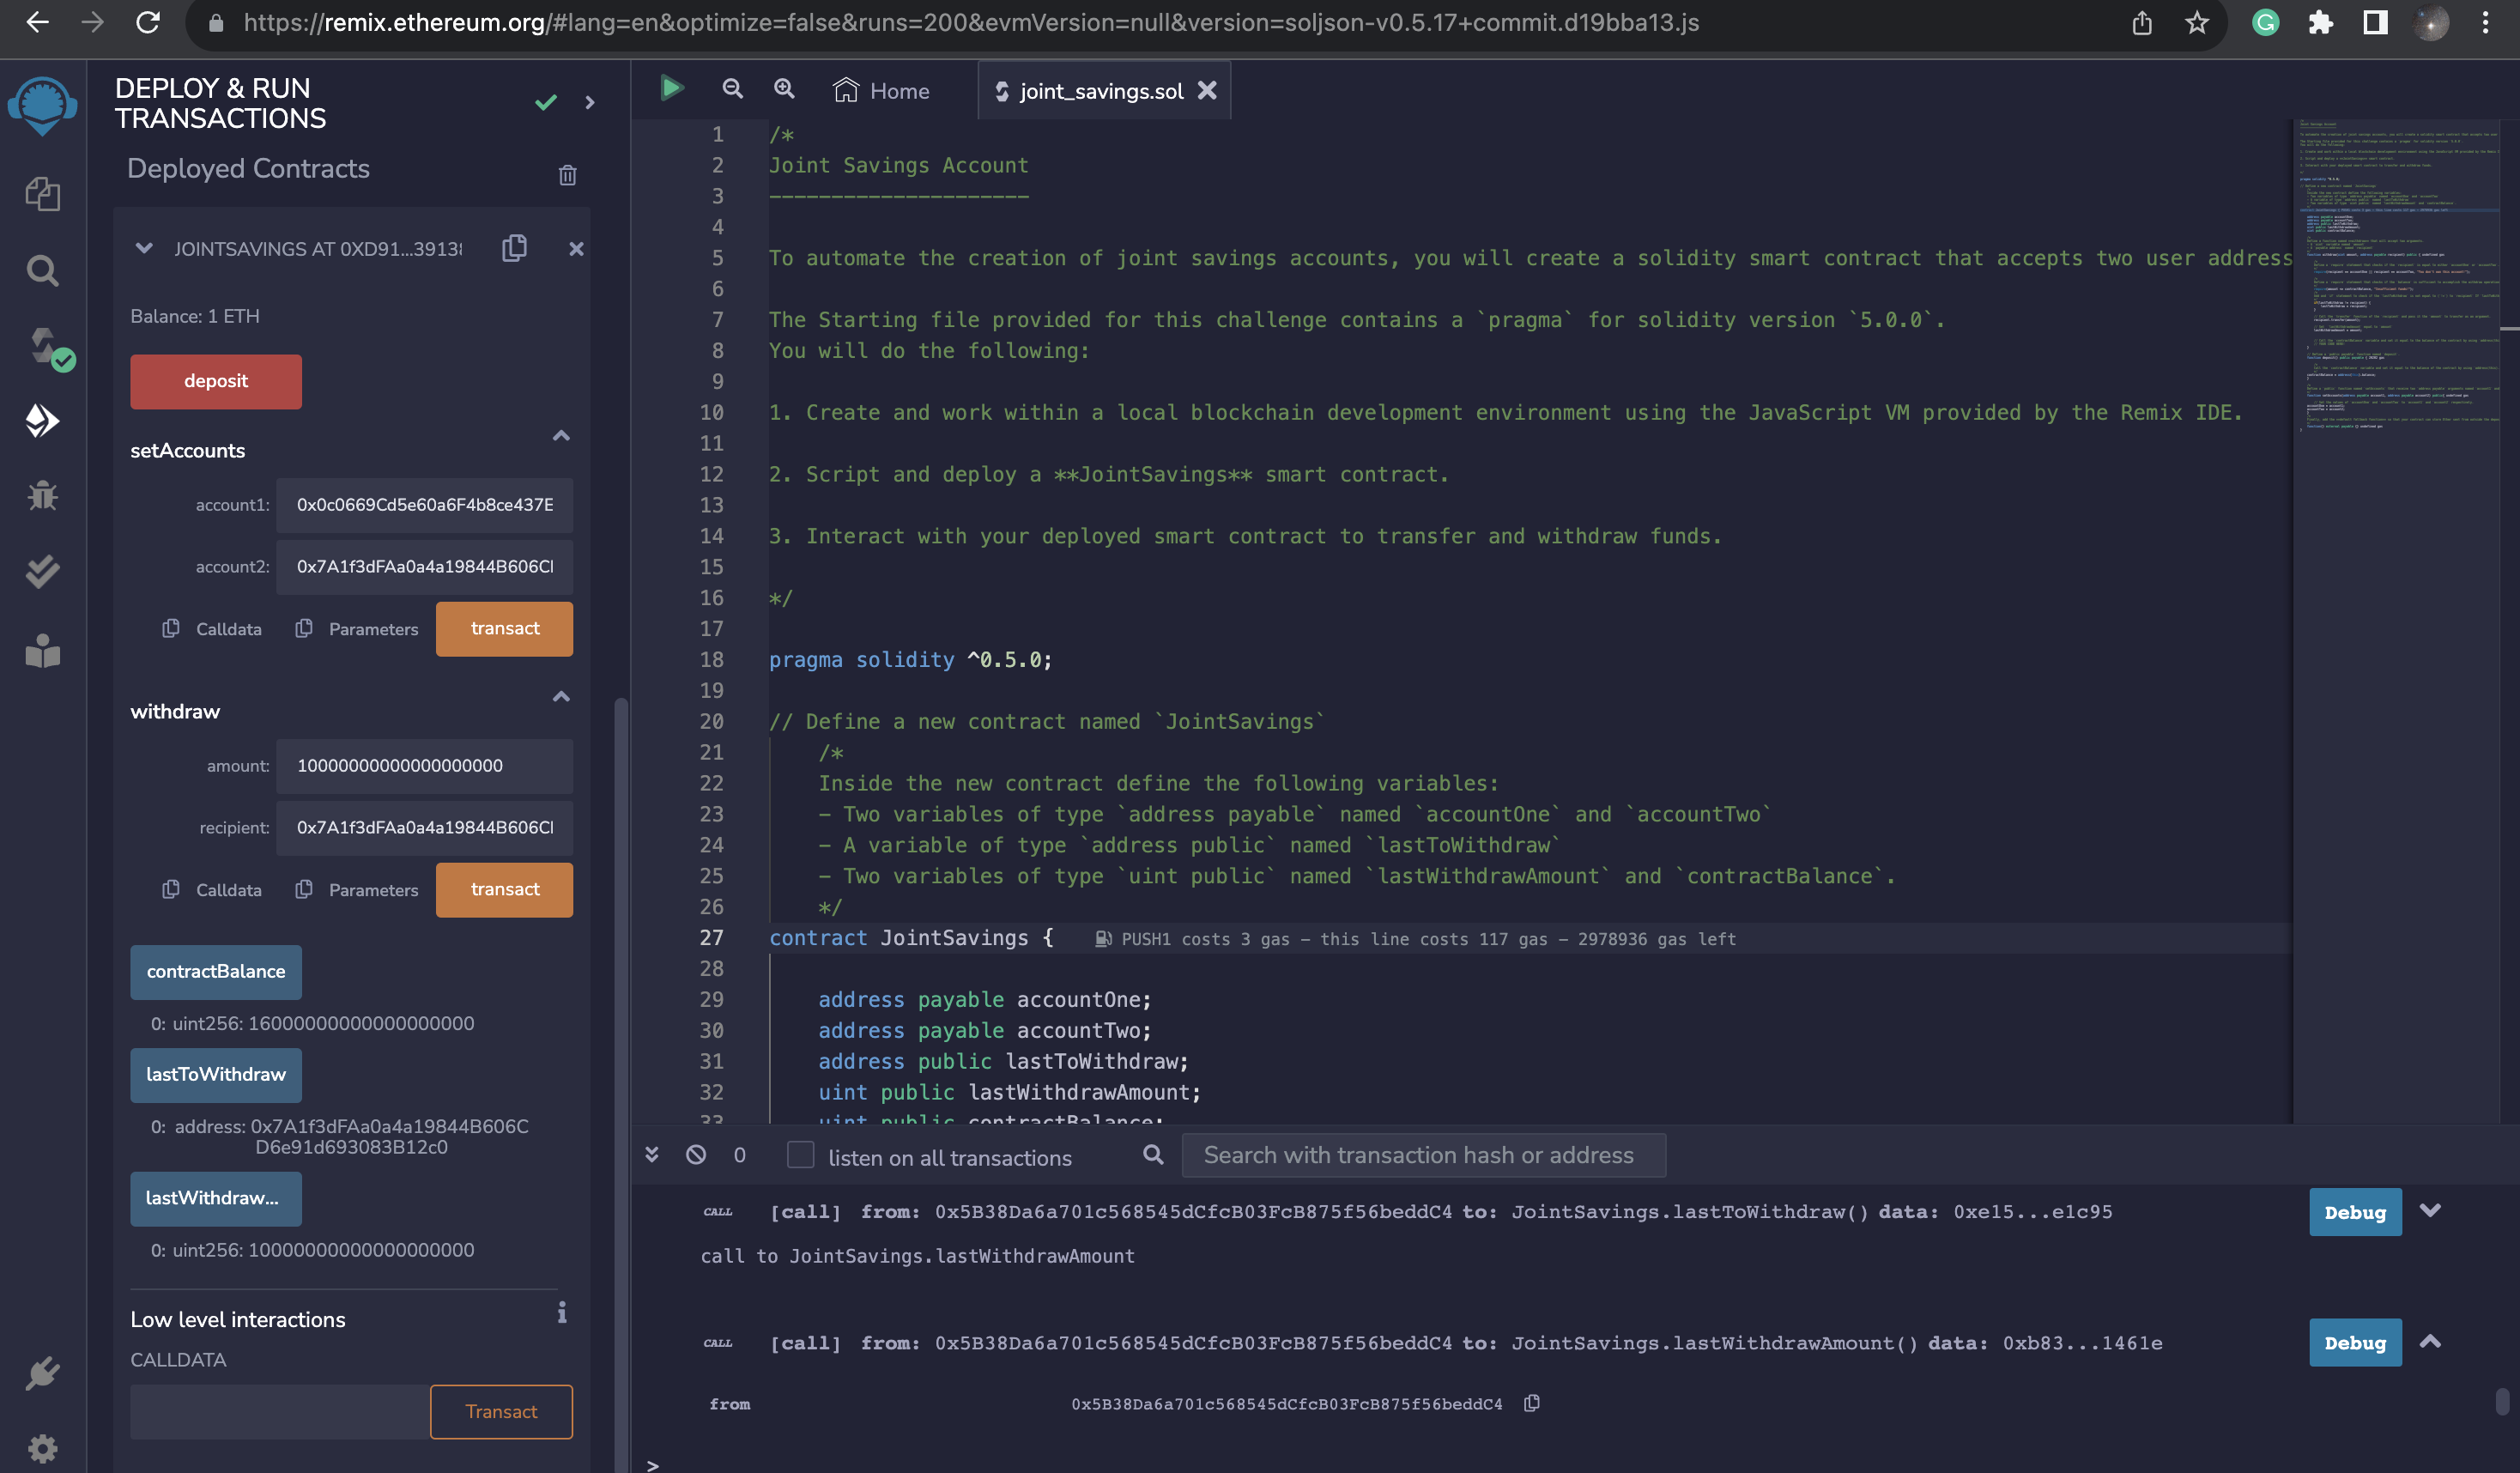 https://remix.ethereum.org/#lang=en&optimize=false&runs=200&evmVersion=null&version=soljson-v0.5.17+commit.d19bba13.js
DEPLOY & RUN
TRANSACTIONS
Deployed Contracts
JOINTSAVINGS AT 0XD91...39138
Balance: 1 ETH
deposit
setAccounts
account1: 0x0c0669Cd5e60a6F4b8ce437E
account2: 0x7A1f3dFAa0a4a19844B606CI
Calldata Parameters transact
withdraw
amount: 10000000000000000000
recipient: 0x7A1f3dFAa0a4a19844B606CI
Calldata Parameters transact
contractBalance
0: uint256: 16000000000000000000
lastToWithdraw
0: address: 0x7A1f3dFAa0a4a19844B606C
D6e91d693083B12c0
lastWithdraw...
0: uint256: 10000000000000000000
Low level interactions
CALLDATA
Transact
Home joint_savings.sol
1 /*
2 Joint Savings Account
3 ---------------------
4
5 To automate the creation of joint savings accounts, you will create a solidity smart contract that accepts two user address
6
7 The Starting file provided for this challenge contains a `pragma` for solidity version `5.0.0`.
8 You will do the following:
9
10 1. Create and work within a local blockchain development environment using the JavaScript VM provided by the Remix IDE.
11
12 2. Script and deploy a **JointSavings** smart contract.
13
14 3. Interact with your deployed smart contract to transfer and withdraw funds.
15
16 */
17
18 pragma solidity ^0.5.0;
19
20 // Define a new contract named `JointSavings`
21 /*
22 Inside the new contract define the following variables:
23 - Two variables of type `address payable` named `accountOne` and `accountTwo`
24 - A variable of type `address public` named `lastToWithdraw`
25 - Two variables of type `uint public` named `lastWithdrawAmount` and `contractBalance`.
26 */
27 contract JointSavings { PUSH1 costs 3 gas - this line costs 117 gas - 2978936 gas left
28
29 address payable accountOne;
30 address payable accountTwo;
31 address public lastToWithdraw;
32 uint public lastWithdrawAmount;
33 uint public contractBalance;
0 listen on all transactions Search with transaction hash or address
CALL [call] from: 0x5B38Da6a701c568545dCfcB03FcB875f56beddC4 to: JointSavings.lastToWithdraw() data: 0xe15...e1c95 Debug
call to JointSavings.lastWithdrawAmount
CALL [call] from: 0x5B38Da6a701c568545dCfcB03FcB875f56beddC4 to: JointSavings.lastWithdrawAmount() data: 0xb83...1461e Debug
from 0x5B38Da6a701c568545dCfcB03FcB875f56beddC4
>